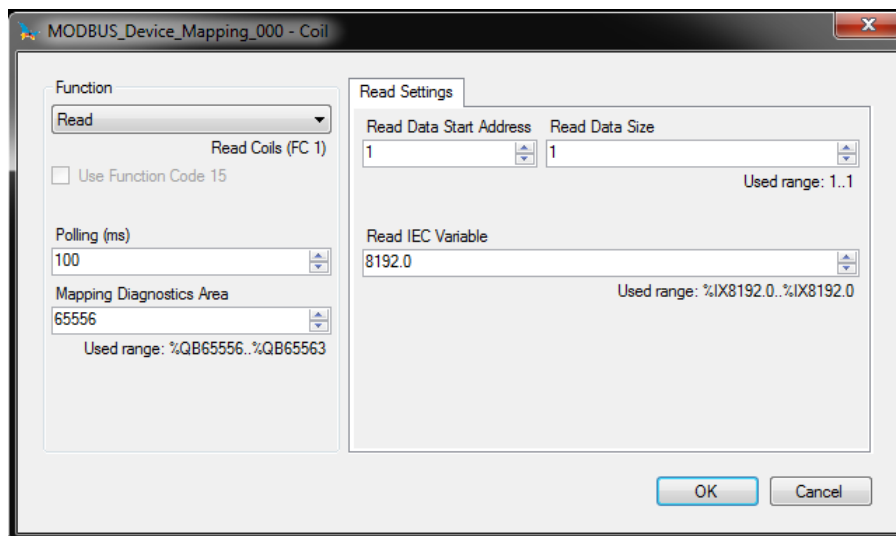 MODBUS_Device_Mapping_000 - Coil
Function
Read
Read Coils (FC 1)
Use Function Code 15
Polling (ms)
100
Mapping Diagnostics Area
65556
Used range: %QB65556..%QB65563
Read Settings
Read Data Start Address Read Data Size
1 1
Used range: 1..1
Read IEC Variable
8192.0
Used range: %IX8192.0..%IX8192.0
OK Cancel